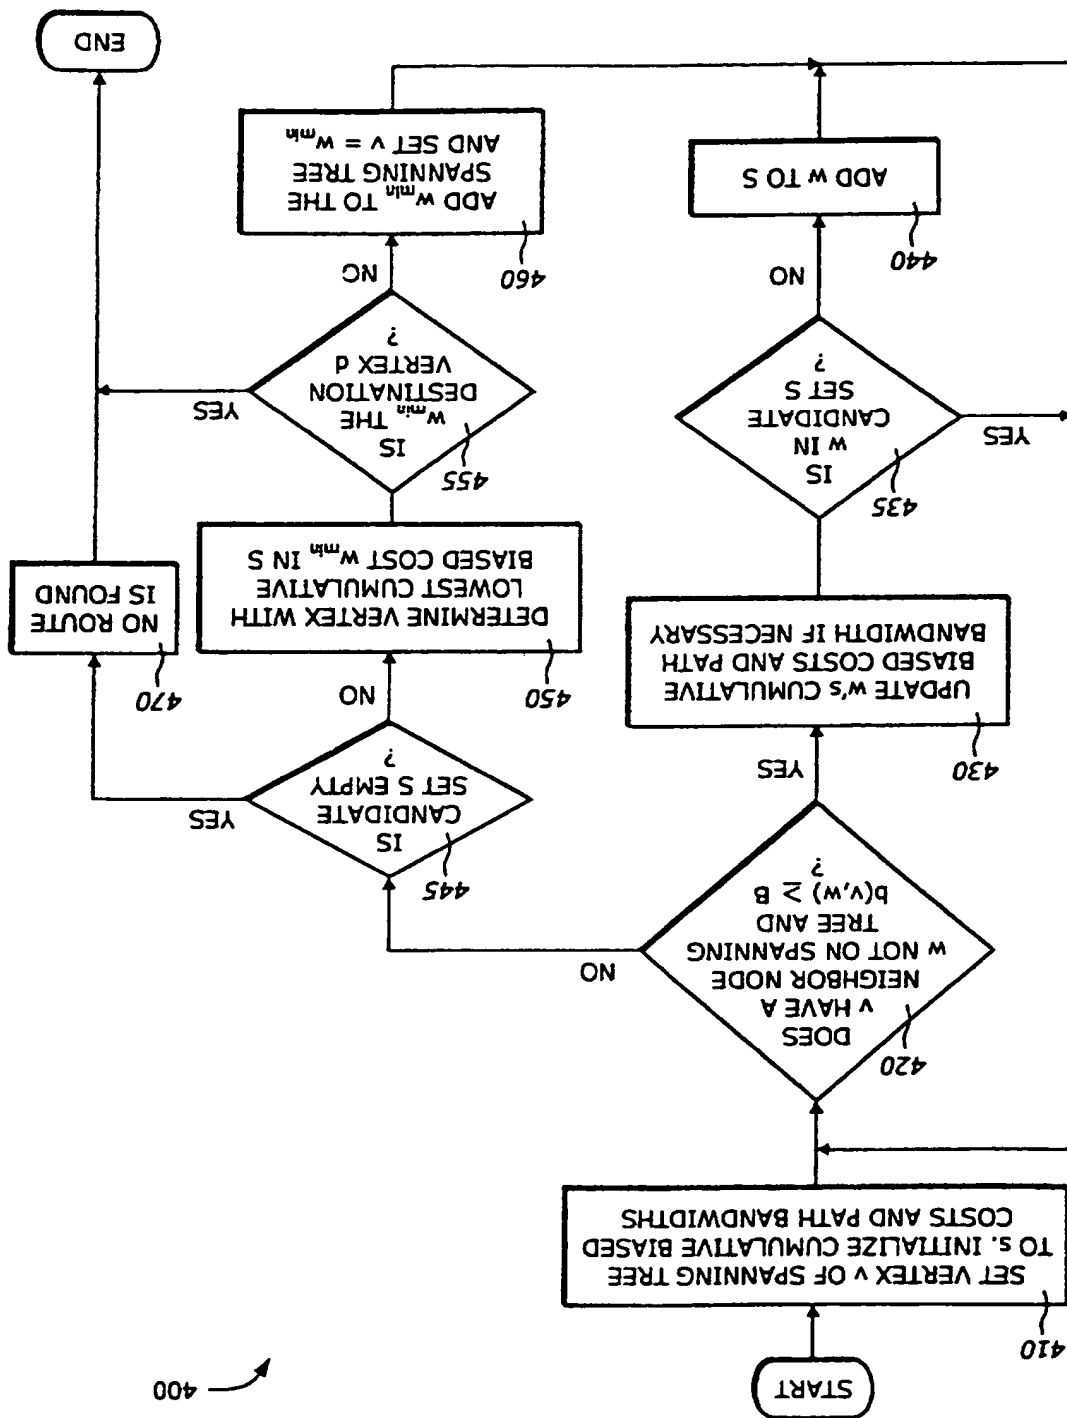 400
START
410
SET VERTEX v OF SPANNING TREE
TO s. INITIALIZE CUMULATIVE BIASED
COSTS AND PATH BANDWIDTHS
420
DOES
v HAVE A
NEIGHBOR NODE
w NOT ON SPANNING
TREE AND
b(v,w) ≥ B
?
NO
YES
430
UPDATE w's CUMULATIVE
BIASED COSTS AND PATH
BANDWIDTH IF NECESSARY
435
IS
w IN
CANDIDATE
SET S
?
YES
NO
440
ADD w TO S
445
IS
CANDIDATE
SET S EMPTY
?
YES
NO
450
DETERMINE VERTEX WITH
LOWEST CUMULATIVE
BIASED COST wmin IN S
455
IS
wmin THE
DESTINATION
VERTEX d
?
YES
NO
460
ADD wmin TO THE
SPANNING TREE
AND SET v = wmin
470
NO ROUTE
IS FOUND
END